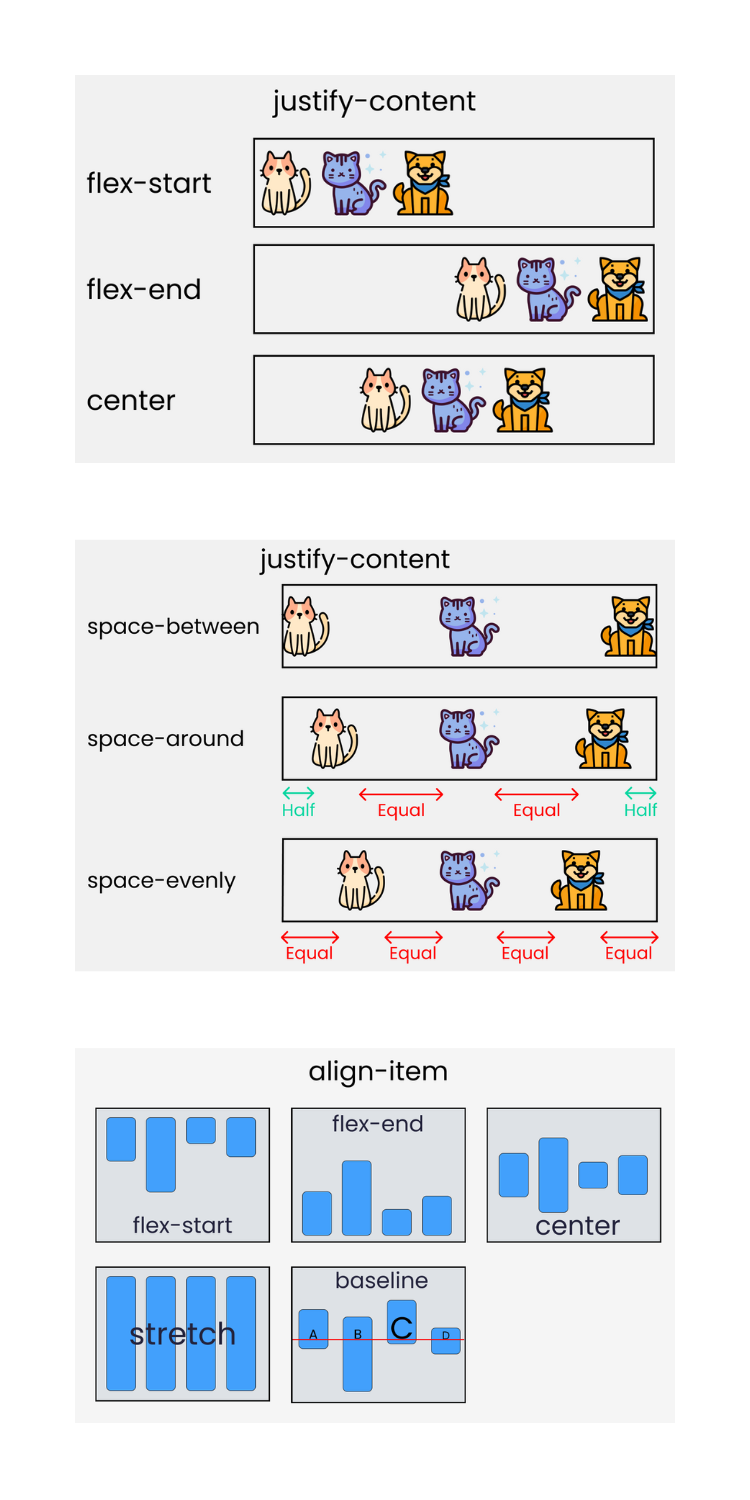 justify-content
flex-start
flex-end
center
justify-content
space-between
space-around
Half
Equal
Equal
Half
space-evenly
Equal
Equal
Equal
Equal
align-item
flex-start
flex-end
center
stretch
baseline
A
B
C
D